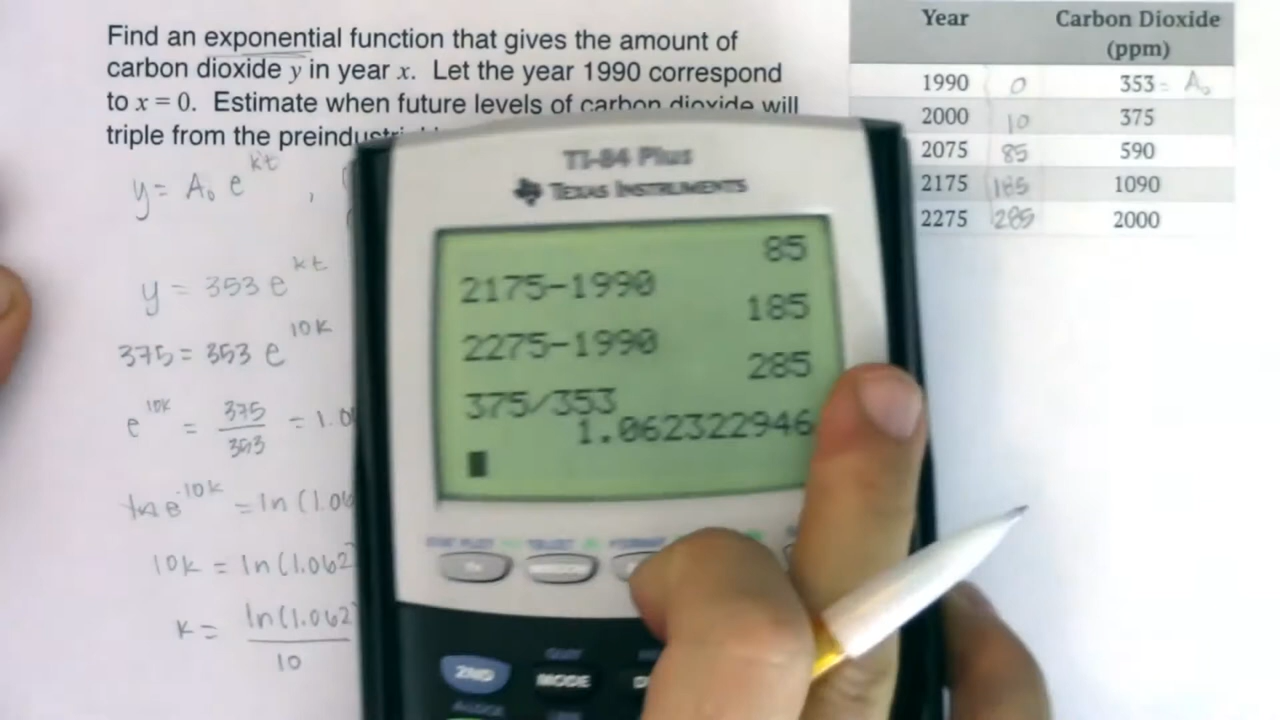 Find an exponential function that gives the amount of
carbon dioxide y in year x. Let the year 1990 correspond
to x = 0. Estimate when future levels of carbon dioxide will
triple from the
Year Carbon Dioxide
(ppm)
1990 0 353 = A₀
2000 10 375
2075 85 590
2175 185 1090
2275 285 2000
y = A₀ e^kt ,
y = 353 e^kt
375 = 353 e^10k
e^10k = 375/353 = 1.0
ln e^10k = ln(1.06
10k = ln(1.062
k = ln(1.062
10
TI-84 Plus
Texas Instruments
85
2175-1990
185
2275-1990
285
375/353
1.062322946
2ND
MODE